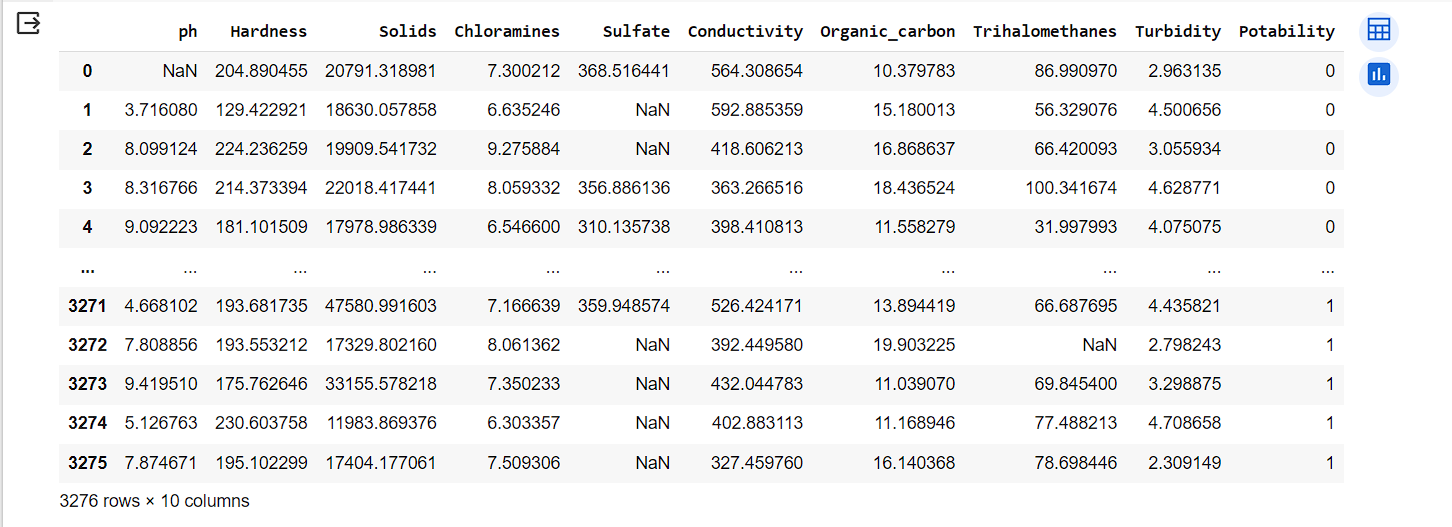 ph Hardness Solids Chloramines Sulfate Conductivity Organic_carbon Trihalomethanes Turbidity Potability
0 NaN 204.890455 20791.318981 7.300212 368.516441 564.308654 10.379783 86.990970 2.963135 0
1 3.716080 129.422921 18630.057858 6.635246 NaN 592.885359 15.180013 56.329076 4.500656 0
2 8.099124 224.236259 19909.541732 9.275884 NaN 418.606213 16.868637 66.420093 3.055934 0
3 8.316766 214.373394 22018.417441 8.059332 356.886136 363.266516 18.436524 100.341674 4.628771 0
4 9.092223 181.101509 17978.986339 6.546600 310.135738 398.410813 11.558279 31.997993 4.075075 0
... ... ... ... ... ... ... ... ... ... ...
3271 4.668102 193.681735 47580.991603 7.166639 359.948574 526.424171 13.894419 66.687695 4.435821 1
3272 7.808856 193.553212 17329.802160 8.061362 NaN 392.449580 19.903225 NaN 2.798243 1
3273 9.419510 175.762646 33155.578218 7.350233 NaN 432.044783 11.039070 69.845400 3.298875 1
3274 5.126763 230.603758 11983.869376 6.303357 NaN 402.883113 11.168946 77.488213 4.708658 1
3275 7.874671 195.102299 17404.177061 7.509306 NaN 327.459760 16.140368 78.698446 2.309149 1
3276 rows × 10 columns